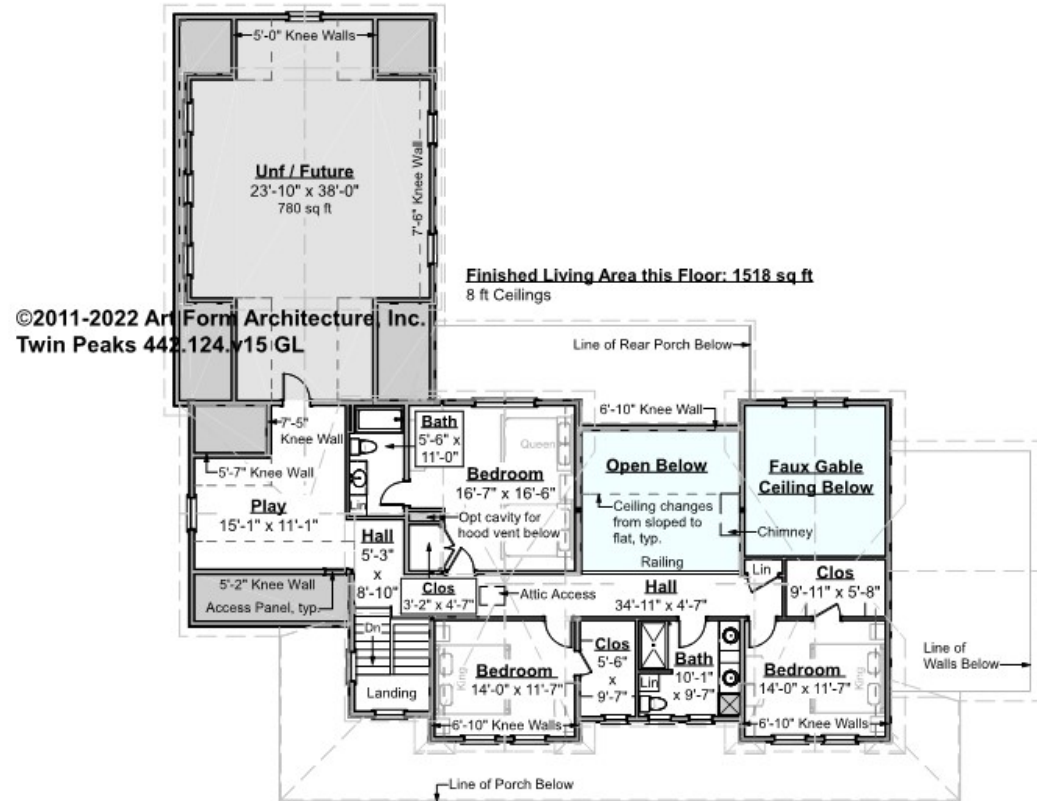 5'-0" Knee Walls
Unf / Future
23'-10" x 38'-0"
780 sq ft
7'-6" Knee Wall
Finished Living Area this Floor: 1518 sq ft
8 ft Ceilings
©2011-2022 Art Form Architecture, Inc.
Twin Peaks 442.124.v15 GL
Line of Rear Porch Below
7'-5"
Knee Wall
5'-7" Knee Wall
Bath
5'-6" x
11'-0"
Queen
Bedroom
16'-7" x 16'-6"
6'-10" Knee Wall
Open Below
Ceiling changes
from sloped to
flat, typ.
Chimney
Railing
Faux Gable
Ceiling Below
Play
15'-1" x 11'-1"
Lin
Opt cavity for
hood vent below
Hall
5'-3"
x
8'-10"
5'-2" Knee Wall
Access Panel, typ.
Clos
3'-2" x 4'-7"
Attic Access
Hall
34'-11" x 4'-7"
Lin
Clos
9'-11" x 5'-8"
Dn
Landing
King
Bedroom
14'-0" x 11'-7"
6'-10" Knee Walls
Clos
5'-6"
x
9'-7"
Lin
Bath
10'-1"
x 9'-7"
Bedroom
14'-0" x 11'-7"
King
6'-10" Knee Walls
Line of
Walls Below
Line of Porch Below